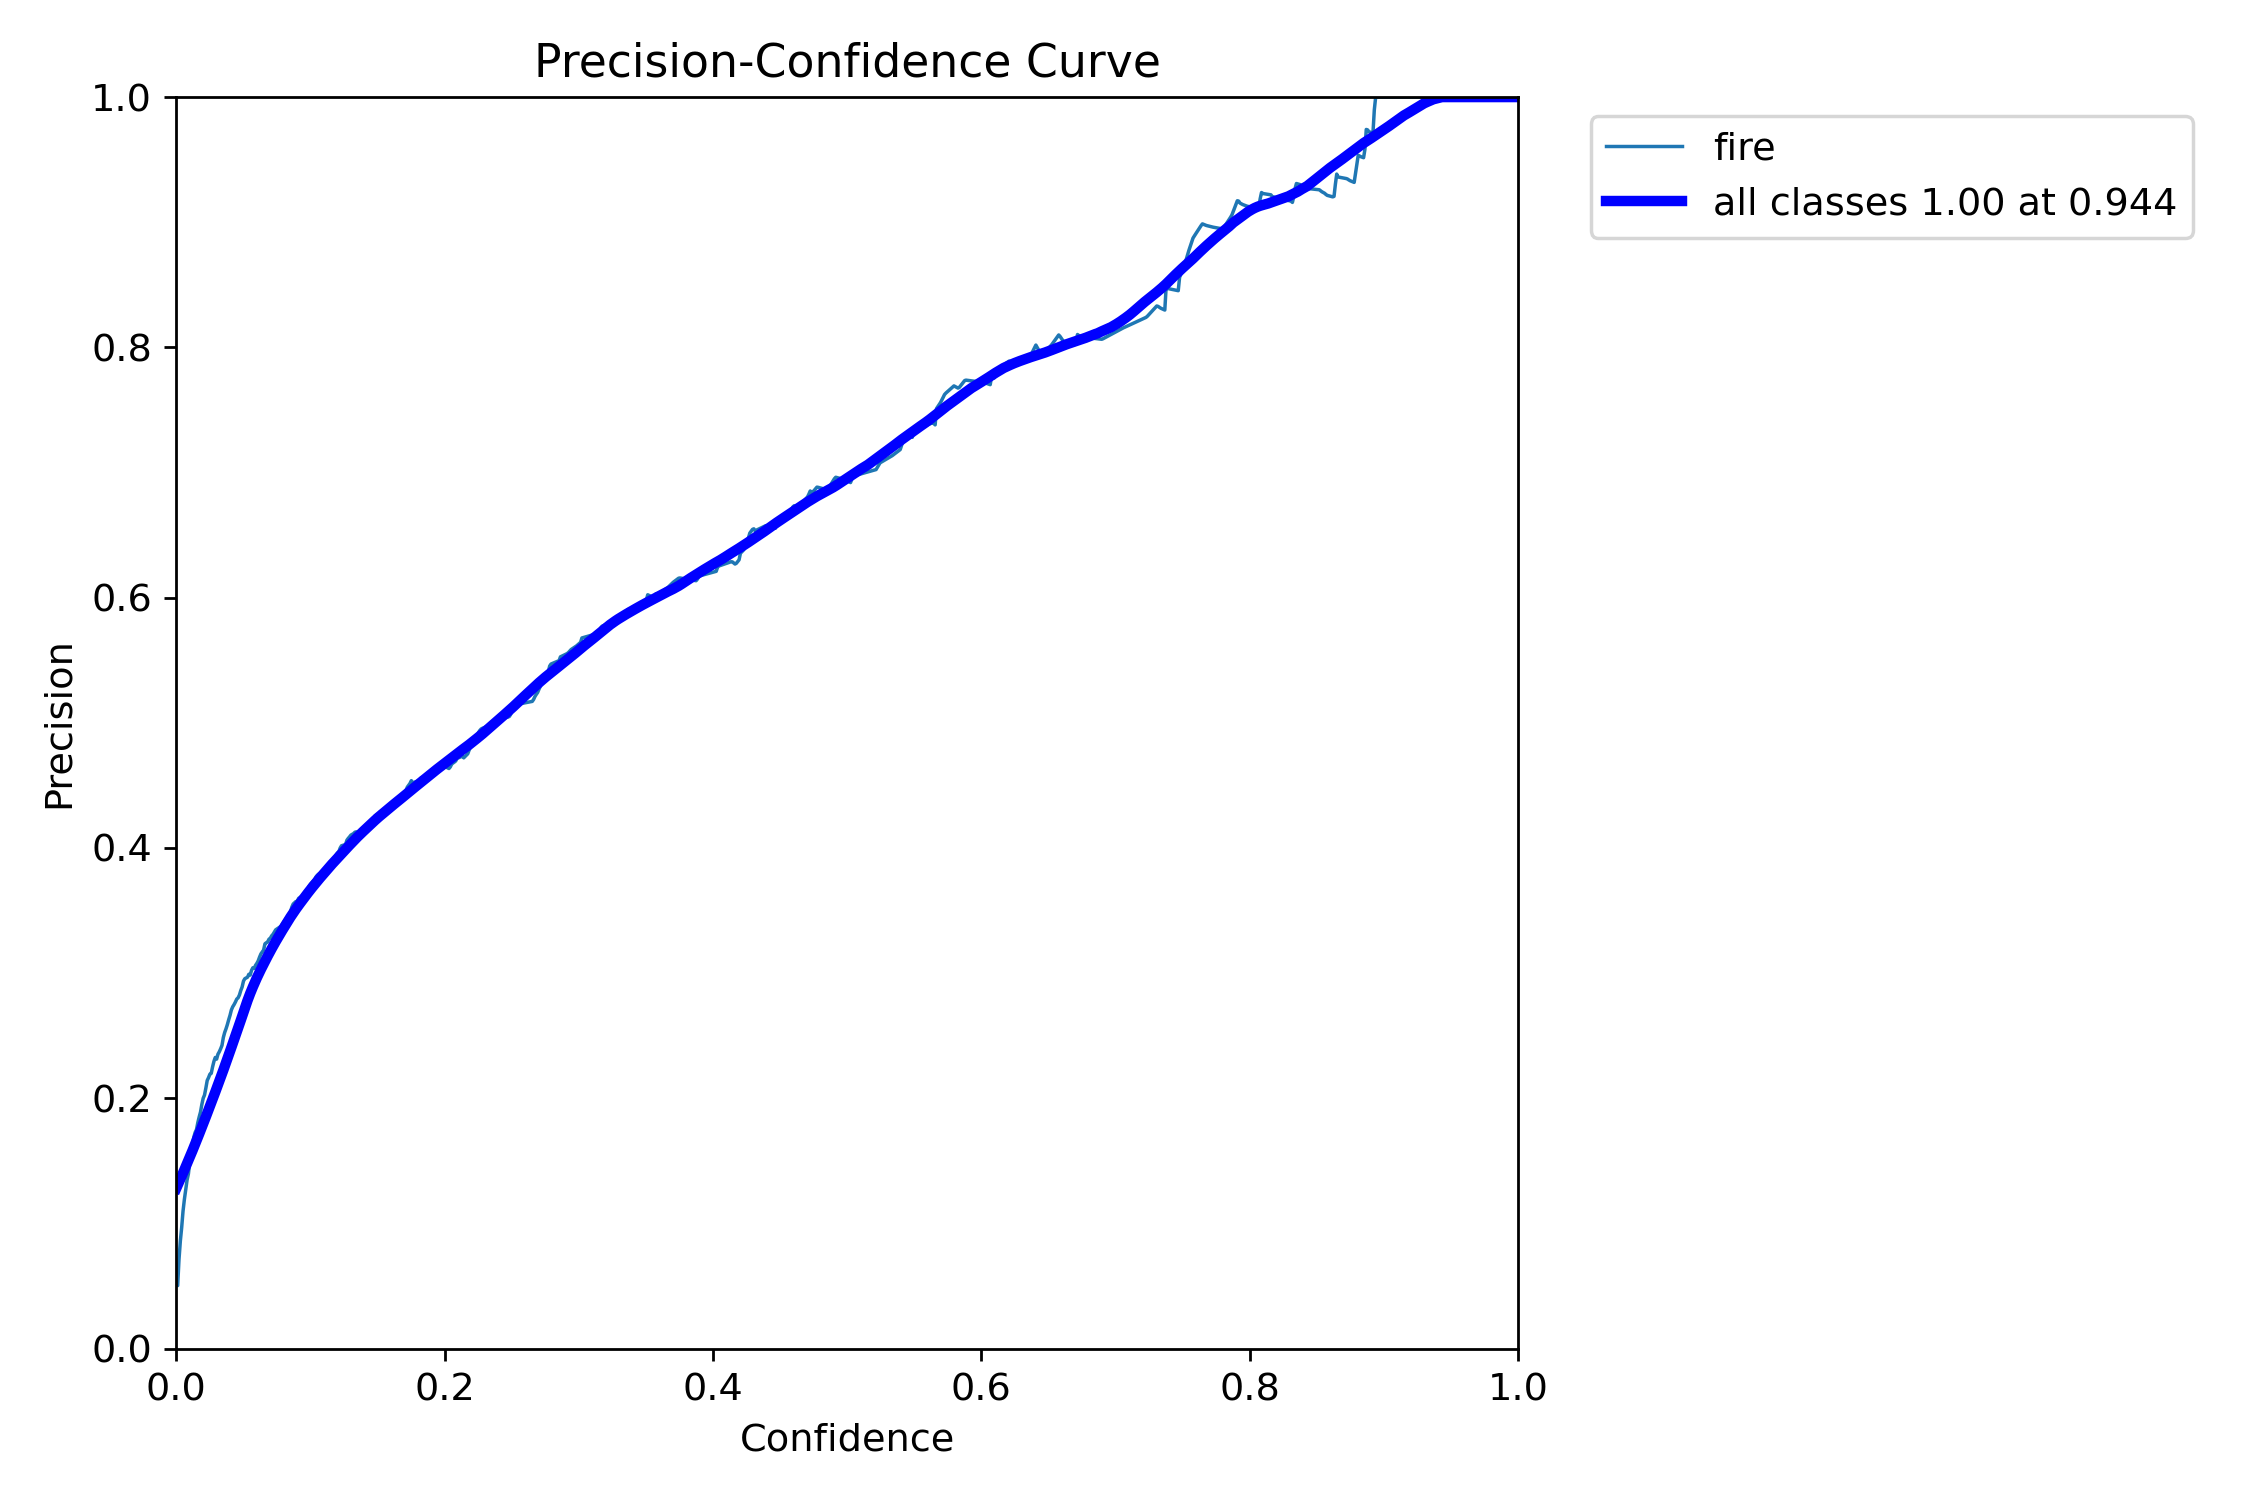 Precision-Confidence Curve
1.0
0.8
0.6
0.4
0.2
0.0
Precision
0.0 0.2 0.4 0.6 0.8 1.0
Confidence
fire
all classes 1.00 at 0.944